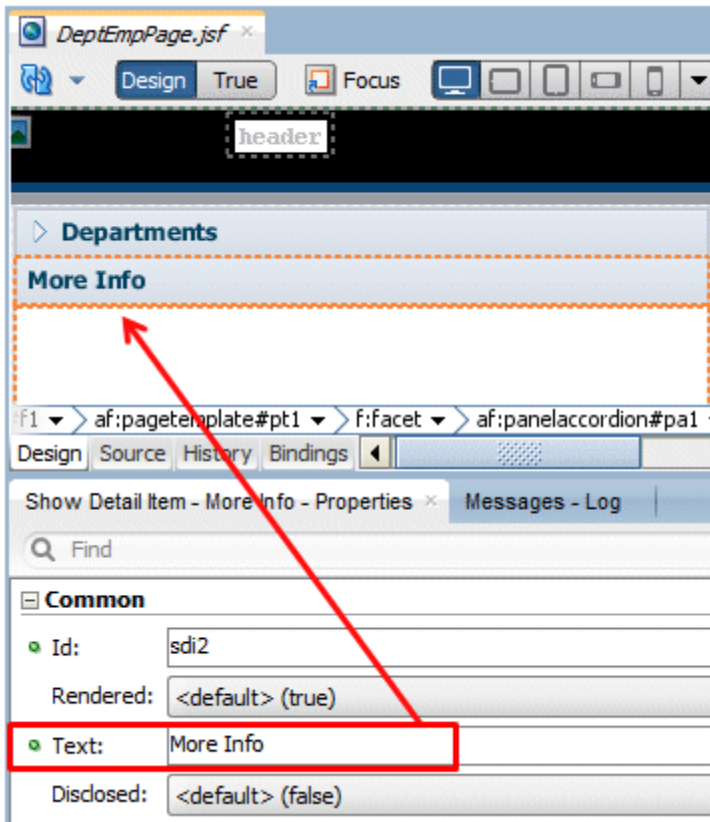 DeptEmpPage.jsf
Design True Focus
header
Departments
More Info
f1 af:pagetemplate#pt1 f:facet af:panelaccordion#pa1
Design Source History Bindings
Show Detail Item - More Info - Properties Messages - Log
Find
Common
Id: sdi2
Rendered: <default> (true)
Text: More Info
Disclosed: <default> (false)